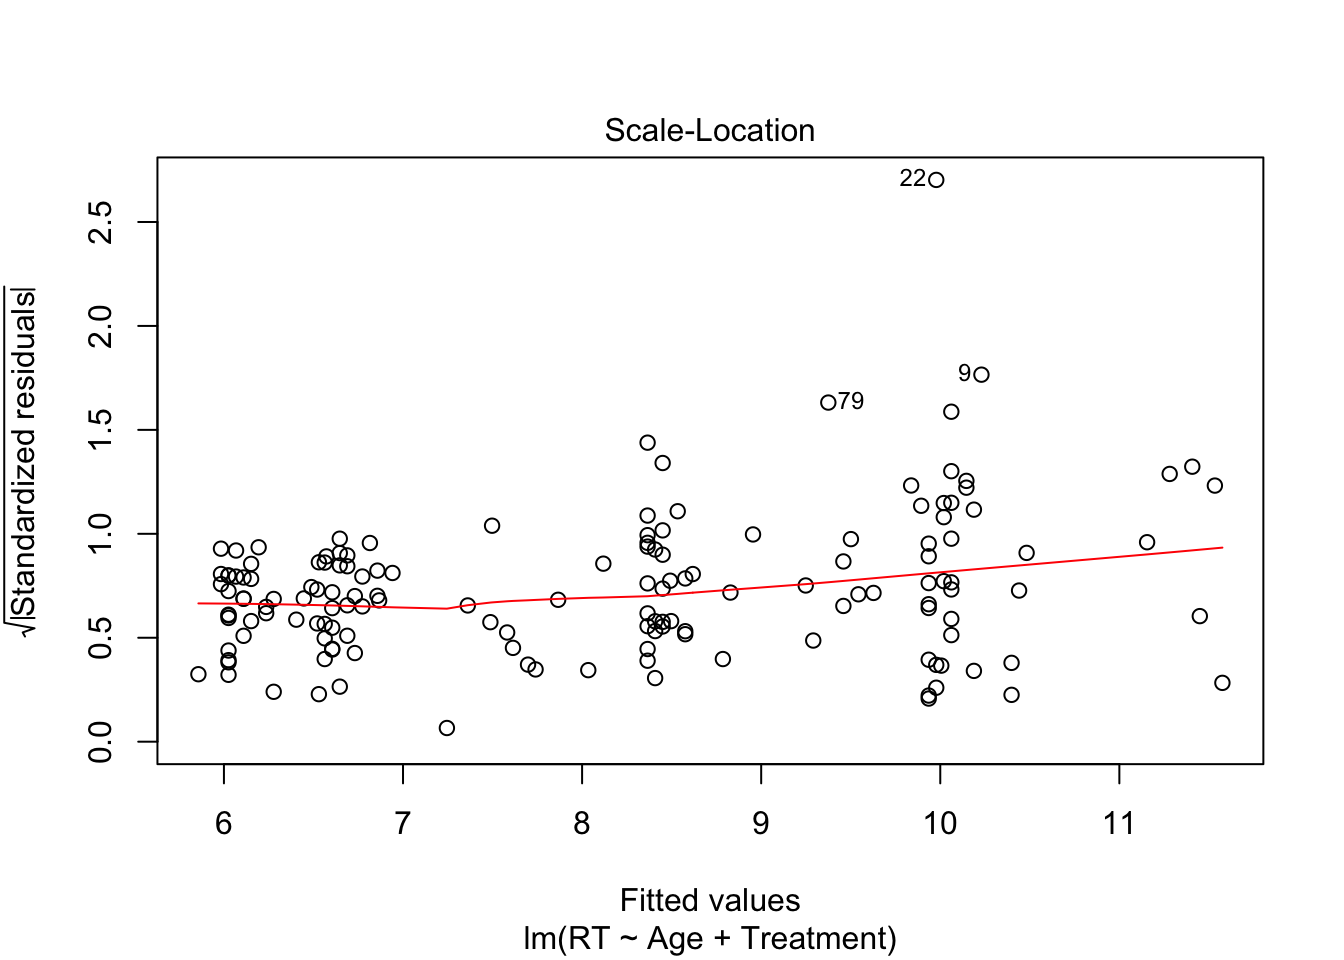 Scale-Location
√|Standardized residuals|
2.5
2.0
1.5
1.0
0.5
0.0
22
9
79
6 7 8 9 10 11
Fitted values
lm(RT ~ Age + Treatment)